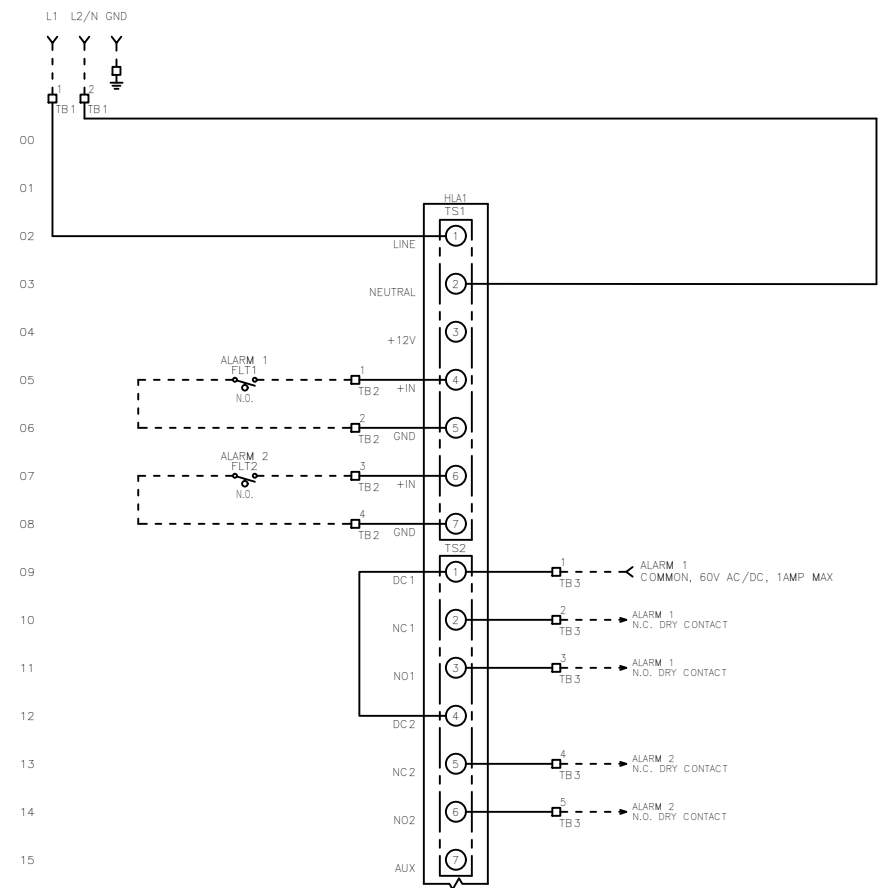 L1 L2/N GND
1 2
TB1 TB1
00
01
HLA1
TS1
02 LINE 1
03 NEUTRAL 2
04 +12V 3
ALARM 1
FLT1
N.O.
05 1 TB2 +IN 4
06 2 TB2 GND 5
ALARM 2
FLT2
N.O.
07 3 TB2 +IN 6
08 4 TB2 GND 7
TS2
09 DC1 1 1 TB3 ALARM 1
COMMON, 60V AC/DC, 1AMP MAX
10 NC1 2 2 TB3 ALARM 1
N.C. DRY CONTACT
11 NO1 3 3 TB3 ALARM 1
N.O. DRY CONTACT
12 DC2 4
13 NC2 5 4 TB3 ALARM 2
N.C. DRY CONTACT
14 NO2 6 5 TB3 ALARM 2
N.O. DRY CONTACT
15 AUX 7